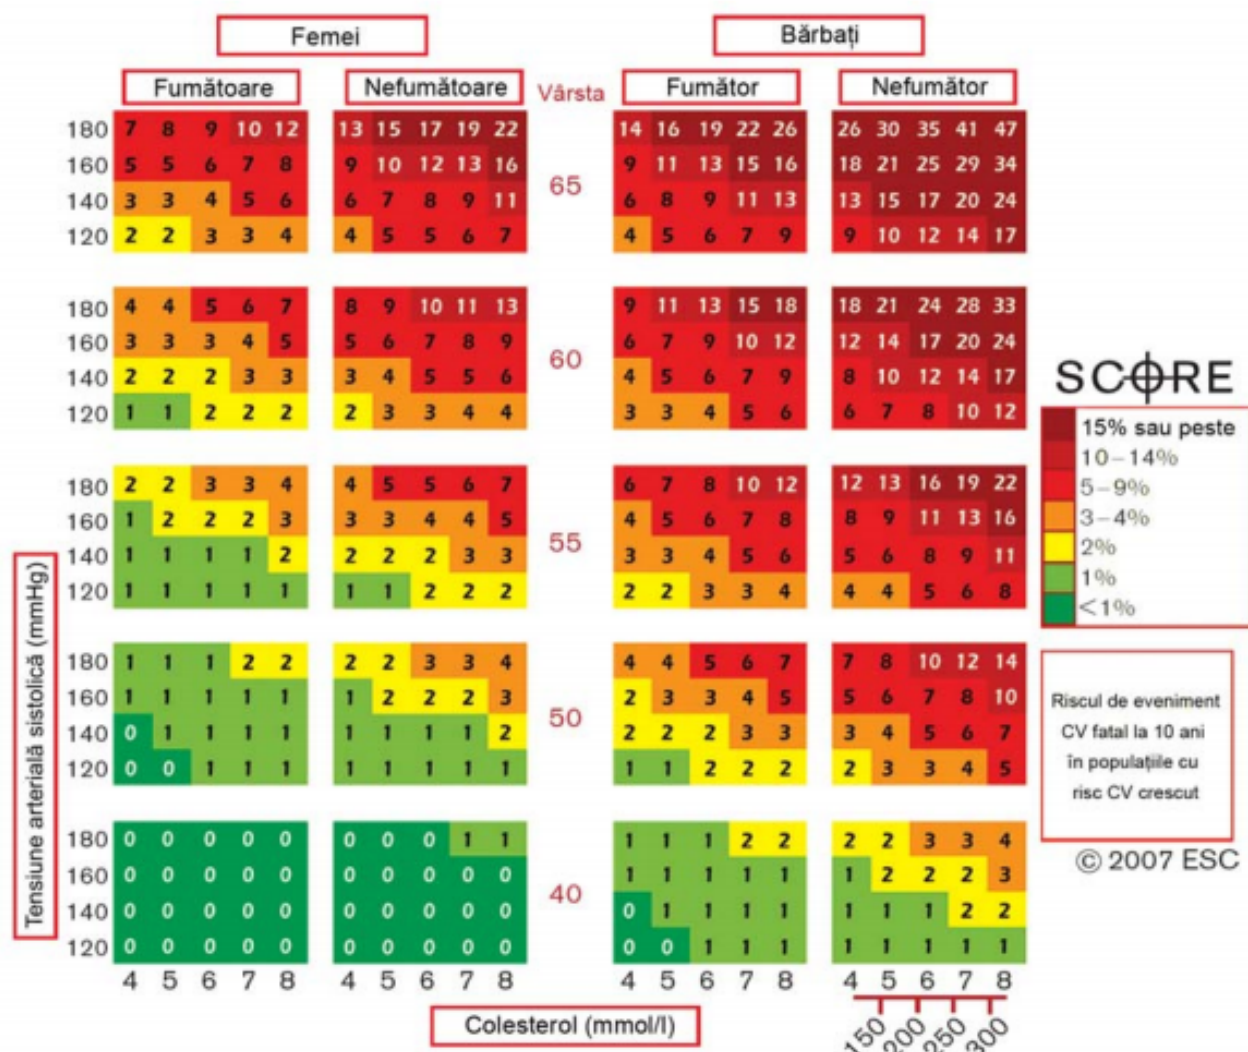 Femei Bărbați
Fumătoare Nefumătoare Vârsta Fumător Nefumător
180 7 8 9 10 12 13 15 17 19 22 14 16 19 22 26 26 30 35 41 47
160 5 5 6 7 8 9 10 12 13 16 9 11 13 15 16 18 21 25 29 34
65
140 3 3 4 5 6 6 7 8 9 11 6 8 9 11 13 13 15 17 20 24
120 2 2 3 3 4 4 5 5 6 7 4 5 6 7 9 9 10 12 14 17
180 4 4 5 6 7 8 9 10 11 13 9 11 13 15 18 18 21 24 28 33
160 3 3 3 4 5 5 6 7 8 9 6 7 9 10 12 12 14 17 20 24
60
140 2 2 2 3 3 3 4 5 5 6 4 5 6 7 9 8 10 12 14 17
120 1 1 2 2 2 2 3 3 4 4 3 3 4 5 6 6 7 8 10 12
180 2 2 3 3 4 4 5 5 6 7 6 7 8 10 12 12 13 16 19 22
160 1 2 2 2 3 3 3 4 4 5 4 5 6 7 8 8 9 11 13 16
55
140 1 1 1 1 2 2 2 2 3 3 3 3 4 5 6 5 6 8 9 11
120 1 1 1 1 1 1 1 2 2 2 2 2 3 3 4 4 4 5 6 8
180 1 1 1 2 2 2 2 3 3 4 4 4 5 6 7 7 8 10 12 14
160 1 1 1 1 1 1 2 2 2 3 2 3 3 4 5 5 6 7 8 10
50
140 0 1 1 1 1 1 1 1 1 2 2 2 2 3 3 3 4 5 6 7
120 0 0 1 1 1 1 1 1 1 1 1 1 2 2 2 2 3 3 4 5
180 0 0 0 0 0 0 0 0 1 1 1 1 1 2 2 2 2 3 3 4
160 0 0 0 0 0 0 0 0 0 0 1 1 1 1 1 1 2 2 2 3
40
140 0 0 0 0 0 0 0 0 0 0 0 1 1 1 1 1 1 1 2 2
120 0 0 0 0 0 0 0 0 0 0 0 0 1 1 1 1 1 1 1 1
4 5 6 7 8 4 5 6 7 8 4 5 6 7 8 4 5 6 7 8
150 200 250 300
Colesterol (mmol/l)
Tensiune arterială sistolică (mmHg)
SCORE
15% sau peste
10–14%
5–9%
3–4%
2%
1%
<1%
Riscul de eveniment
CV fatal la 10 ani
în populațiile cu
risc CV crescut
© 2007 ESC